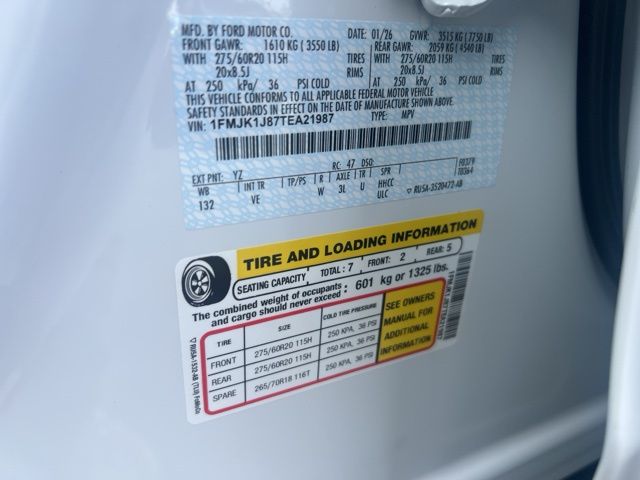 MFD. BY FORD MOTOR CO. 01/26 GVWR: 3515 KG (7750 LB)
FRONT GAWR: 1610 KG (3550 LB) REAR GAWR: 2059 KG (4540 LB)
WITH 275/60R20 115H TIRES 275/60R20 115H TIRES
20x8.5J RIMS WITH 20x8.5J RIMS
AT 250 kPa/ 36 PSI COLD AT 250 kPa/ 36 PSI COLD
THIS VEHICLE CONFORMS TO ALL APPLICABLE FEDERAL MOTOR VEHICLE
SAFETY STANDARDS IN EFFECT ON THE DATE OF MANUFACTURE SHOWN ABOVE.
VIN: 1FMJK1J87TEA21987 TYPE: MPV
F0379
T0364
EXT PNT: YZ RC: 47 DSO:
WB INT TR TP/PS R AXLE TR SPR
132 VE W 3L U HHCC
ULC
▽ RU5A-3520472-AB
TIRE AND LOADING INFORMATION
SEATING CAPACITY TOTAL: 7 FRONT: 2 REAR: 5
The combined weight of occupants
and cargo should never exceed : 601 kg or 1325 lbs.
TIRE SIZE COLD TIRE PRESSURE
FRONT 275/60R20 115H 250 KPA, 36 PSI
REAR 275/60R20 115H 250 KPA, 36 PSI
SPARE 265/70R18 116T 250 KPA, 36 PSI
SEE OWNERS
MANUAL FOR
ADDITIONAL
INFORMATION